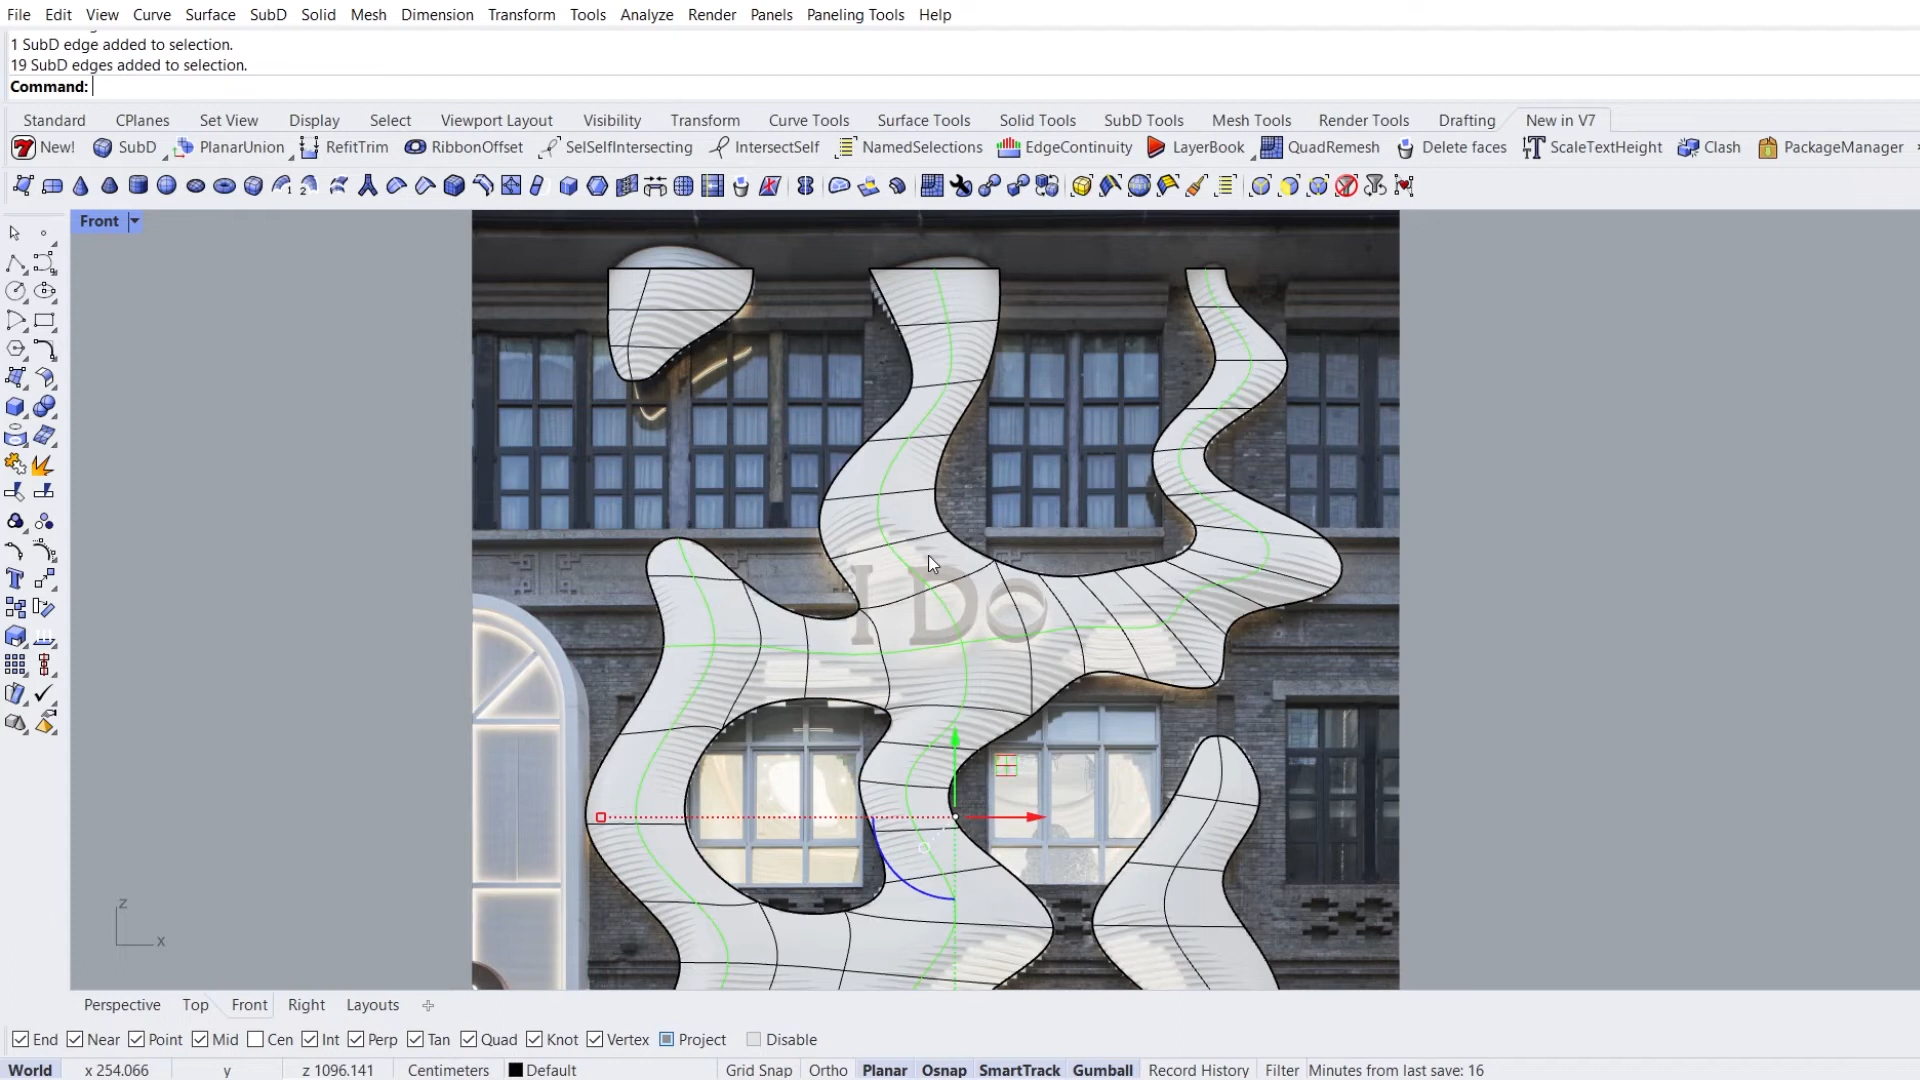 File Edit View Curve Surface SubD Solid Mesh Dimension Transform Tools Analyze Render Panels Paneling Tools Help
1 SubD edge added to selection.
19 SubD edges added to selection.
Command:
Standard CPlanes Set View Display Select Viewport Layout Visibility Transform Curve Tools Surface Tools Solid Tools SubD Tools Mesh Tools Render Tools Drafting New in V7
New! SubD PlanarUnion RefitTrim RibbonOffset SelSelfIntersecting IntersectSelf NamedSelections EdgeContinuity LayerBook QuadRemesh Delete faces ScaleTextHeight Clash PackageManager
Front
I Do
z
x
Perspective Top Front Right Layouts
End Near Point Mid Cen Int Perp Tan Quad Knot Vertex Project Disable
World x 254.066 y z 1096.141 Centimeters Default Grid Snap Ortho Planar Osnap SmartTrack Gumball Record History Filter Minutes from last save: 16